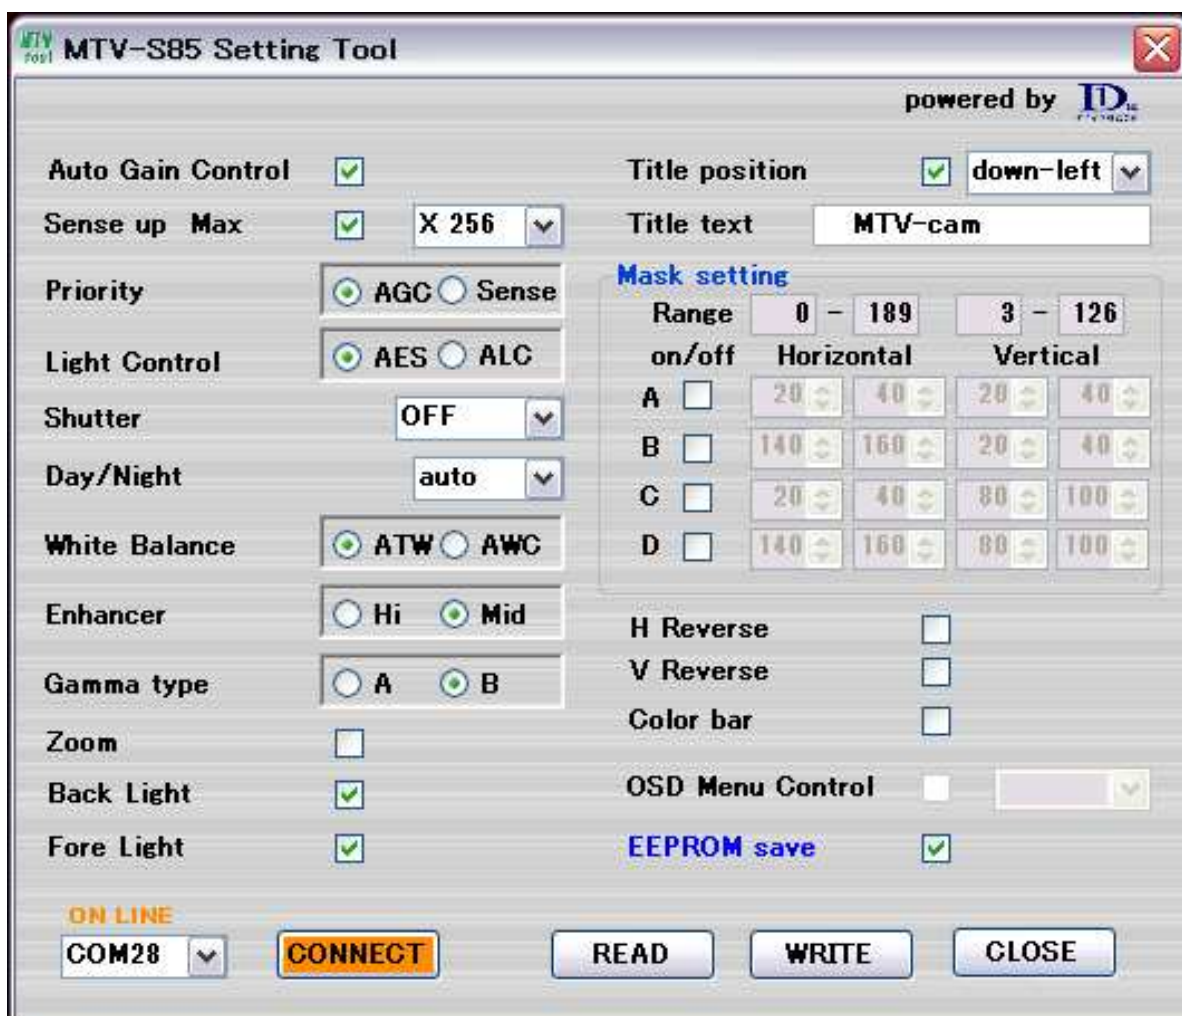 MTV TOOL MTV-S85 Setting Tool
powered by ID
Auto Gain Control
Sense up Max X 256
Priority AGC Sense
Light Control AES ALC
Shutter OFF
Day/Night auto
White Balance ATW AWC
Enhancer Hi Mid
Gamma type A B
Zoom
Back Light
Fore Light
Title position down-left
Title text MTV-cam
Mask setting
Range 0 - 189 3 - 126
on/off Horizontal Vertical
A 20 40 20 40
B 140 160 20 40
C 20 40 80 100
D 140 160 80 100
H Reverse
V Reverse
Color bar
OSD Menu Control
EEPROM save
ON LINE
COM28 CONNECT READ WRITE CLOSE